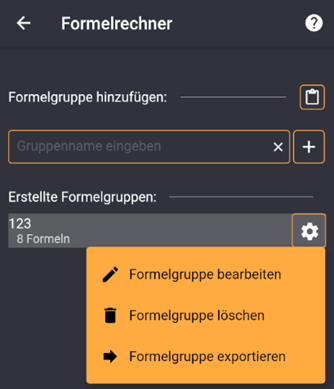 Formelrechner
Formelgruppe hinzufügen:
Gruppenname eingeben
Erstellte Formelgruppen:
123
8 Formeln
Formelgruppe bearbeiten
Formelgruppe löschen
Formelgruppe exportieren